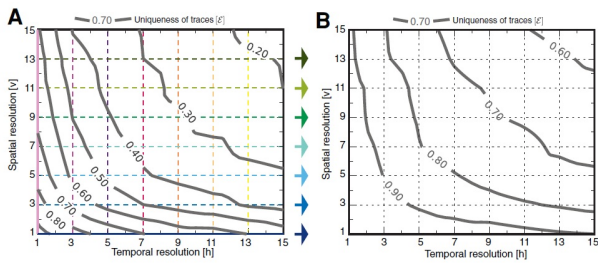 A
0.70 Uniqueness of traces [ℰ]
Spatial resolution [v]
15
13
11
9
7
5
3
1
0.20
0.30
0.40
0.50
0.60
0.70
0.80
1 3 5 7 9 11 13 15
Temporal resolution [h]
B
0.70 Uniqueness of traces [ℰ]
Spatial resolution [v]
15
13
11
9
7
5
3
1
0.60
0.70
0.80
0.90
1 3 5 7 9 11 13 15
Temporal resolution [h]